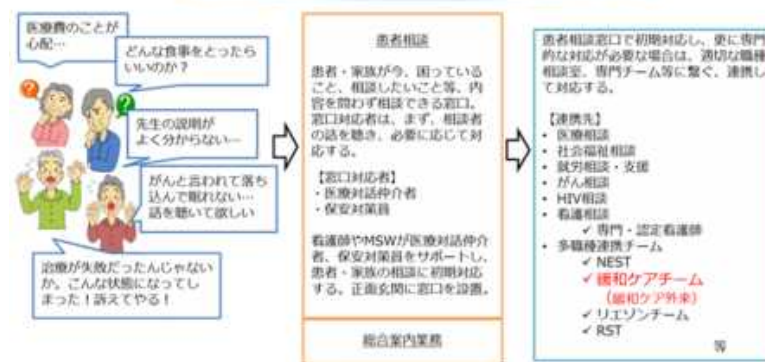 医療費のことが
心配…
どんな食事をとったら
いいのか？
先生の説明が
よく分からない…
がんと言われて落ち
込んで眠れない…
話を聴いて欲しい
治療が失敗だったんじゃない
か。こんな状態になってし
まった！訴えてやる！
患者相談
患者・家族が今、困っている
こと、相談したいこと等、内
容を問わず相談できる窓口。
窓口対応者は、まず、相談者
の話を聴き、必要に応じて対
応する。
【窓口対応者】
・医療対話仲介者
・保安対策員
看護師やMSWが医療対話仲介
者、保安対策員をサポートし、
患者・家族の相談に初期対応
する。正面玄関に窓口を設置。
総合案内業務
患者相談窓口で初期対応し、更に専門
的な対応が必要な場合は、適切な職種
相談室、専門チーム等に繋ぐ、連携し
て対応する。
【連携先】
• 医療相談
• 社会福祉相談
• 就労相談・支援
• がん相談
• HIV相談
• 看護相談
✓ 専門・認定看護師
• 多職種連携チーム
✓ NEST
✓ 緩和ケアチーム
（緩和ケア外来）
✓ リエゾンチーム
✓ RST
等